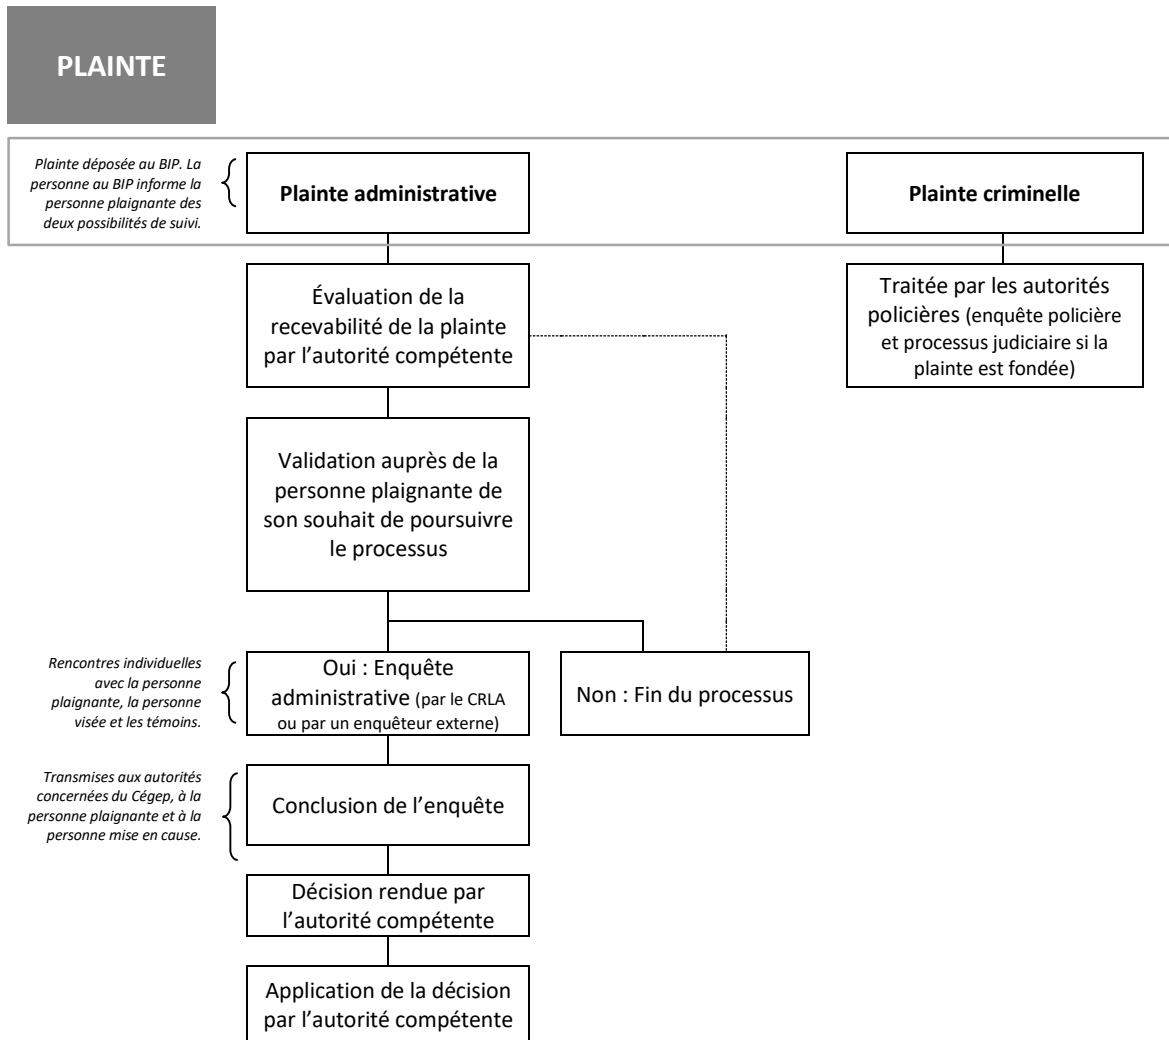 PLAINTE
Plainte déposée au BIP. La
personne au BIP informe la
personne plaignante des
deux possibilités de suivi.
Plainte administrative
Plainte criminelle
Évaluation de la
recevabilité de la plainte
par l’autorité compétente
Traitée par les autorités
policières (enquête policière
et processus judiciaire si la
plainte est fondée)
Validation auprès de la
personne plaignante de
son souhait de poursuivre
le processus
Rencontres individuelles
avec la personne
plaignante, la personne
visée et les témoins.
Oui : Enquête
administrative (par le CRLA
ou par un enquêteur externe)
Non : Fin du processus
Transmises aux autorités
concernées du Cégep, à la
personne plaignante et à la
personne mise en cause.
Conclusion de l’enquête
Décision rendue par
l’autorité compétente
Application de la décision
par l’autorité compétente